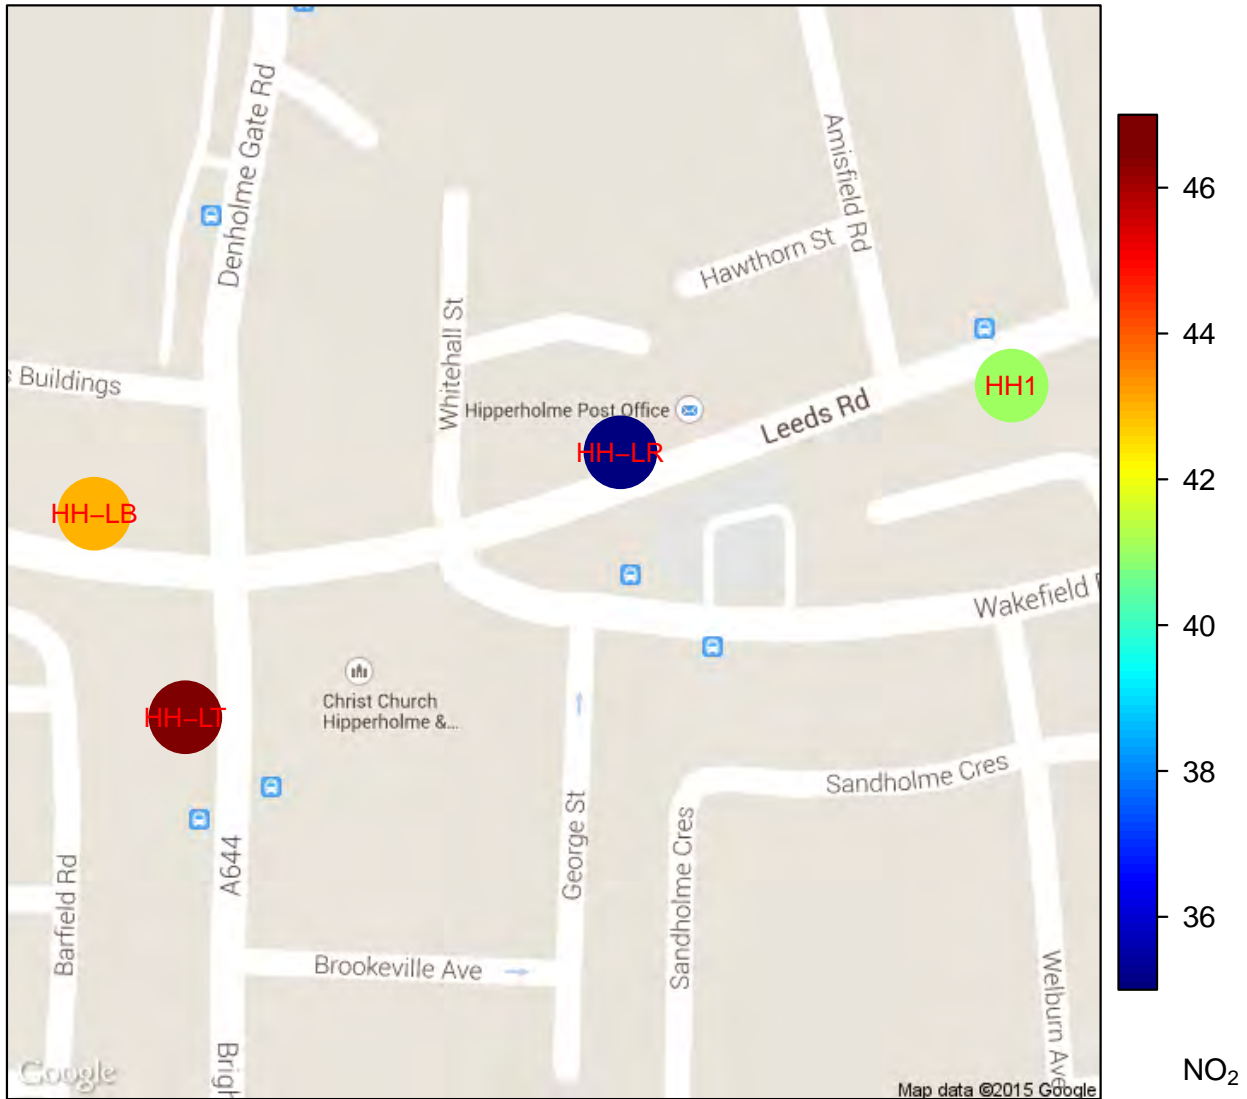 Denholme Gate Rd
Amisfield Rd
Hawthorn St
Whitehall St
Buildings
Hipperholme Post Office
Leeds Rd
HH1
HH–LR
HH–LB
Wakefield
Christ Church
Hipperholme &...
HH–LT
Sandholme Cres
George St
Sandholme Cres
A644
Barfield Rd
Brookeville Ave
Welburn Ave
Brigh
Google
Map data ©2015 Google
46
44
42
40
38
36
NO₂